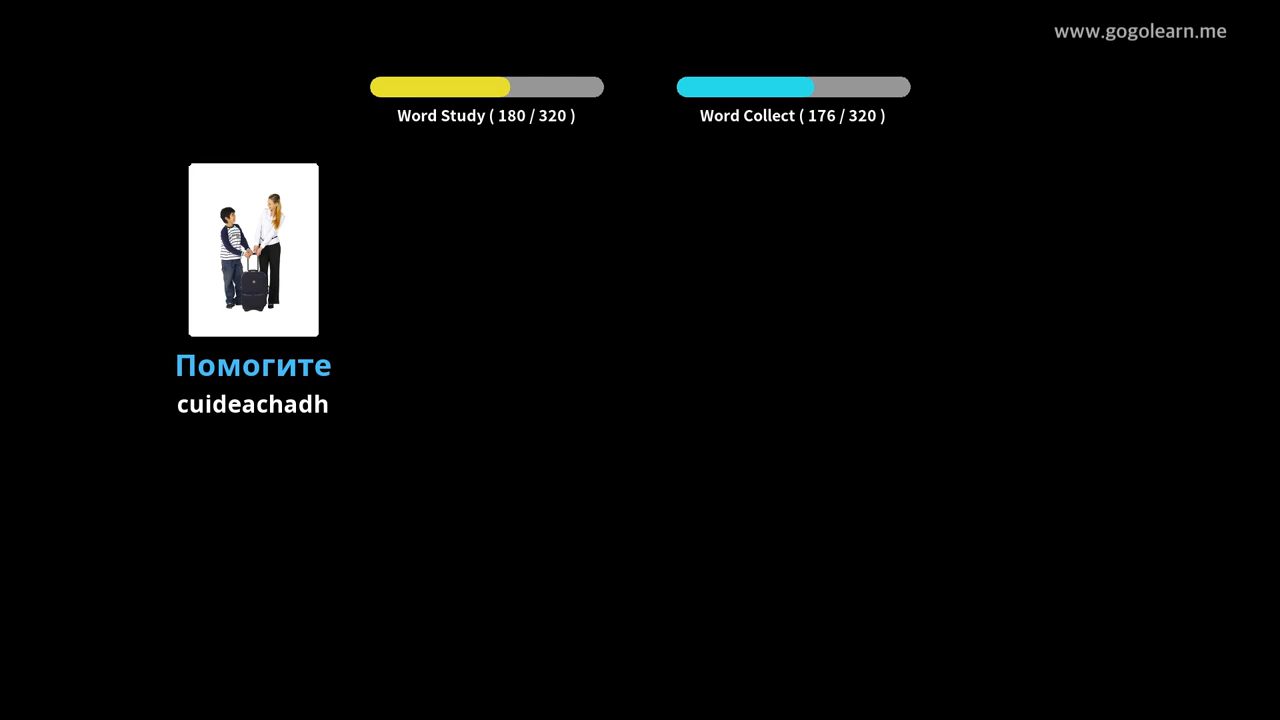 www.gogolearn.me
Word Study ( 180 / 320 )
Word Collect ( 176 / 320 )
Помогите
cuideachadh